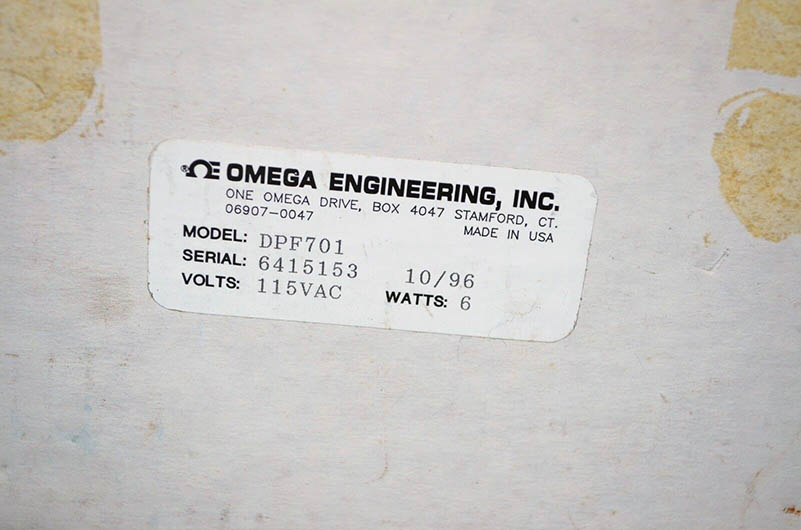 ® ΩE OMEGA ENGINEERING, INC.
ONE OMEGA DRIVE, BOX 4047 STAMFORD, CT.
06907-0047 MADE IN USA
MODEL: DPF701
SERIAL: 6415153 10/96
VOLTS: 115VAC WATTS: 6